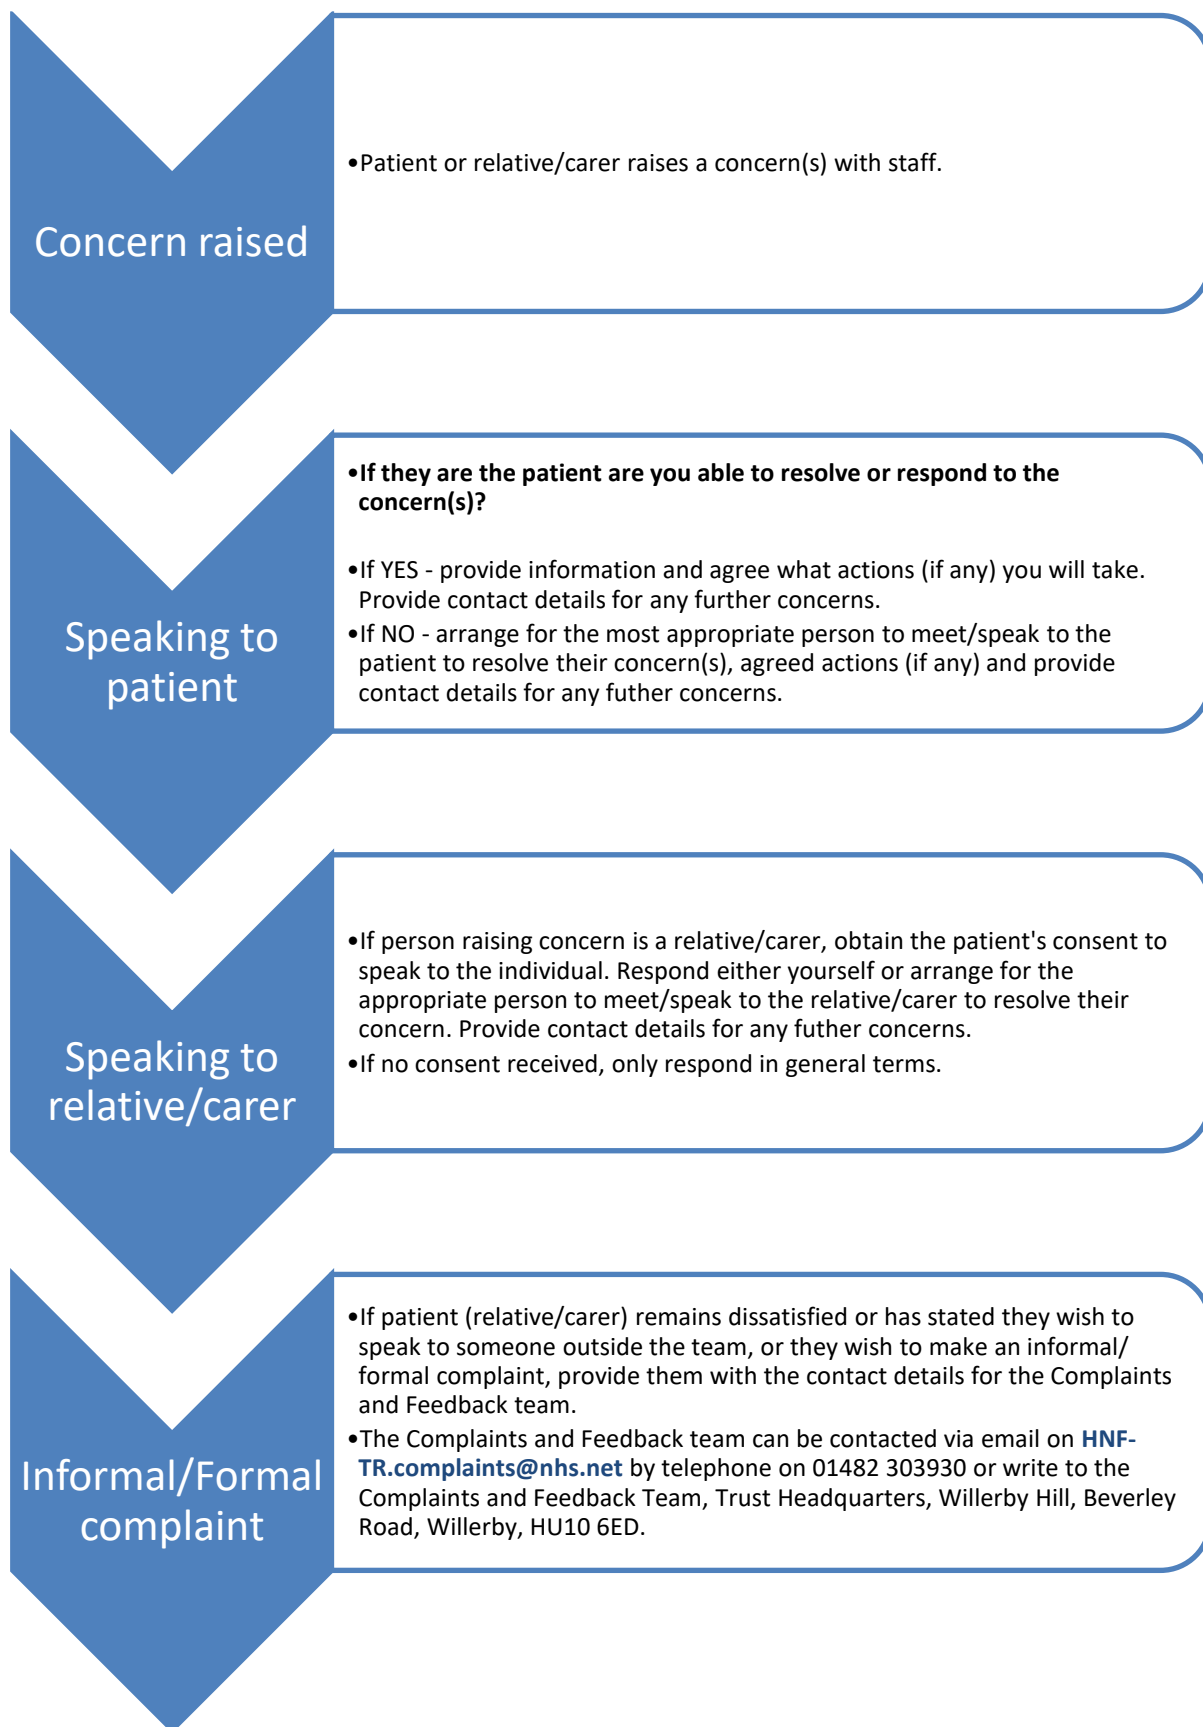 Concern raised
•Patient or relative/carer raises a concern(s) with staff.
Speaking to
patient
•If they are the patient are you able to resolve or respond to the
concern(s)?
•If YES - provide information and agree what actions (if any) you will take.
Provide contact details for any further concerns.
•If NO - arrange for the most appropriate person to meet/speak to the
patient to resolve their concern(s), agreed actions (if any) and provide
contact details for any futher concerns.
Speaking to
relative/carer
•If person raising concern is a relative/carer, obtain the patient's consent to
speak to the individual. Respond either yourself or arrange for the
appropriate person to meet/speak to the relative/carer to resolve their
concern. Provide contact details for any futher concerns.
•If no consent received, only respond in general terms.
Informal/Formal
complaint
•If patient (relative/carer) remains dissatisfied or has stated they wish to
speak to someone outside the team, or they wish to make an informal/
formal complaint, provide them with the contact details for the Complaints
and Feedback team.
•The Complaints and Feedback team can be contacted via email on HNF-
TR.complaints@nhs.net by telephone on 01482 303930 or write to the
Complaints and Feedback Team, Trust Headquarters, Willerby Hill, Beverley
Road, Willerby, HU10 6ED.